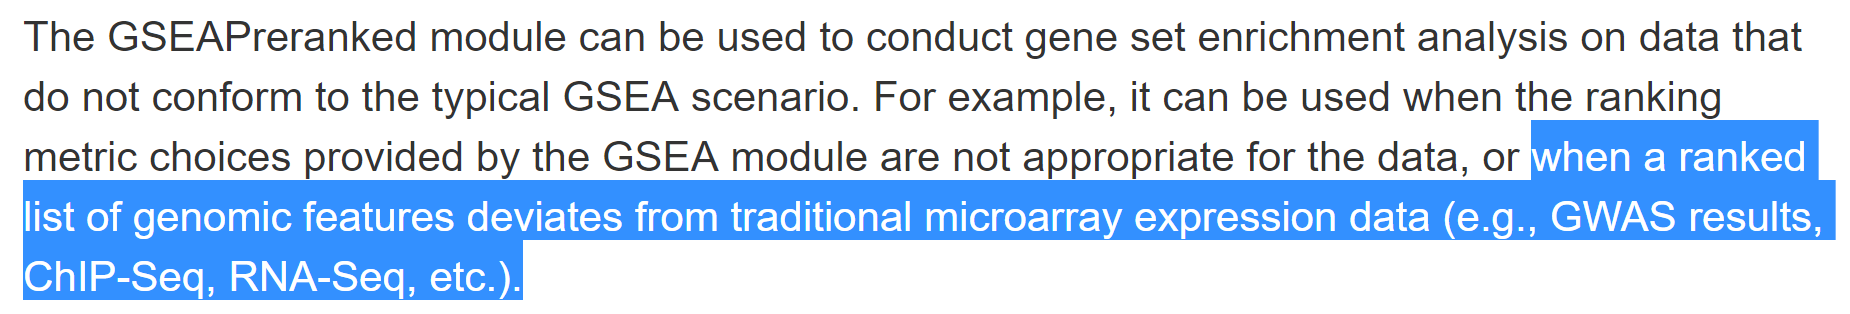 The GSEAPreranked module can be used to conduct gene set enrichment analysis on data that
do not conform to the typical GSEA scenario. For example, it can be used when the ranking
metric choices provided by the GSEA module are not appropriate for the data, or when a ranked
list of genomic features deviates from traditional microarray expression data (e.g., GWAS results,
ChIP-Seq, RNA-Seq, etc.).